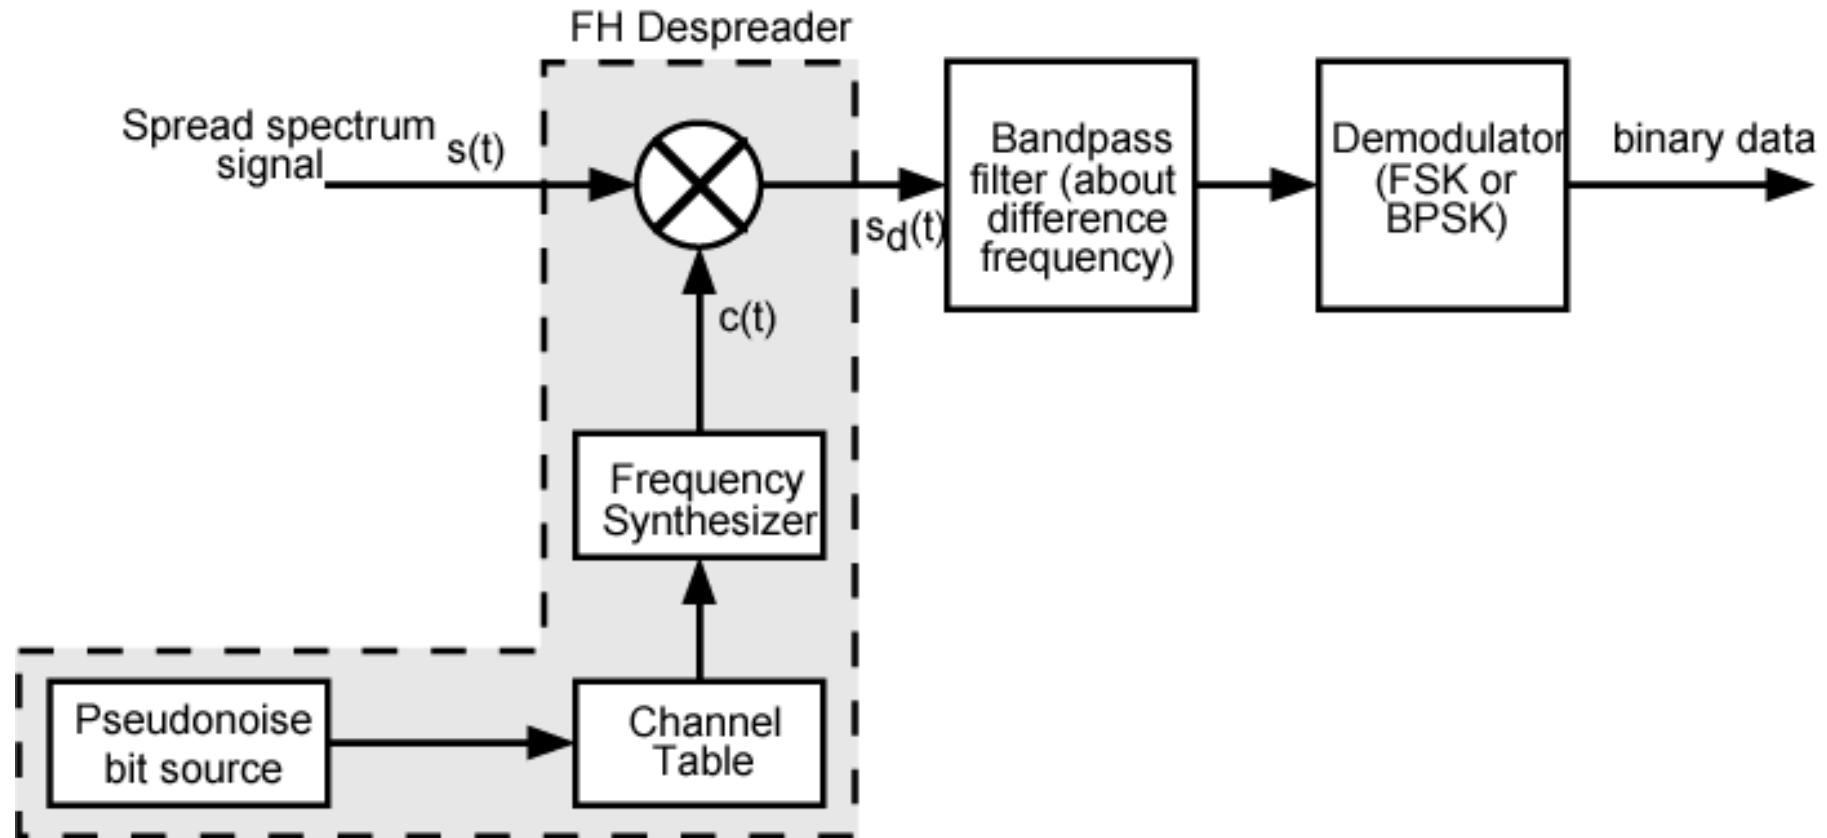 FH Despreader
Spread spectrum
signal
s(t)
s_d(t)
Bandpass
filter (about
difference
frequency)
Demodulator
(FSK or
BPSK)
binary data
c(t)
Frequency
Synthesizer
Pseudonoise
bit source
Channel
Table